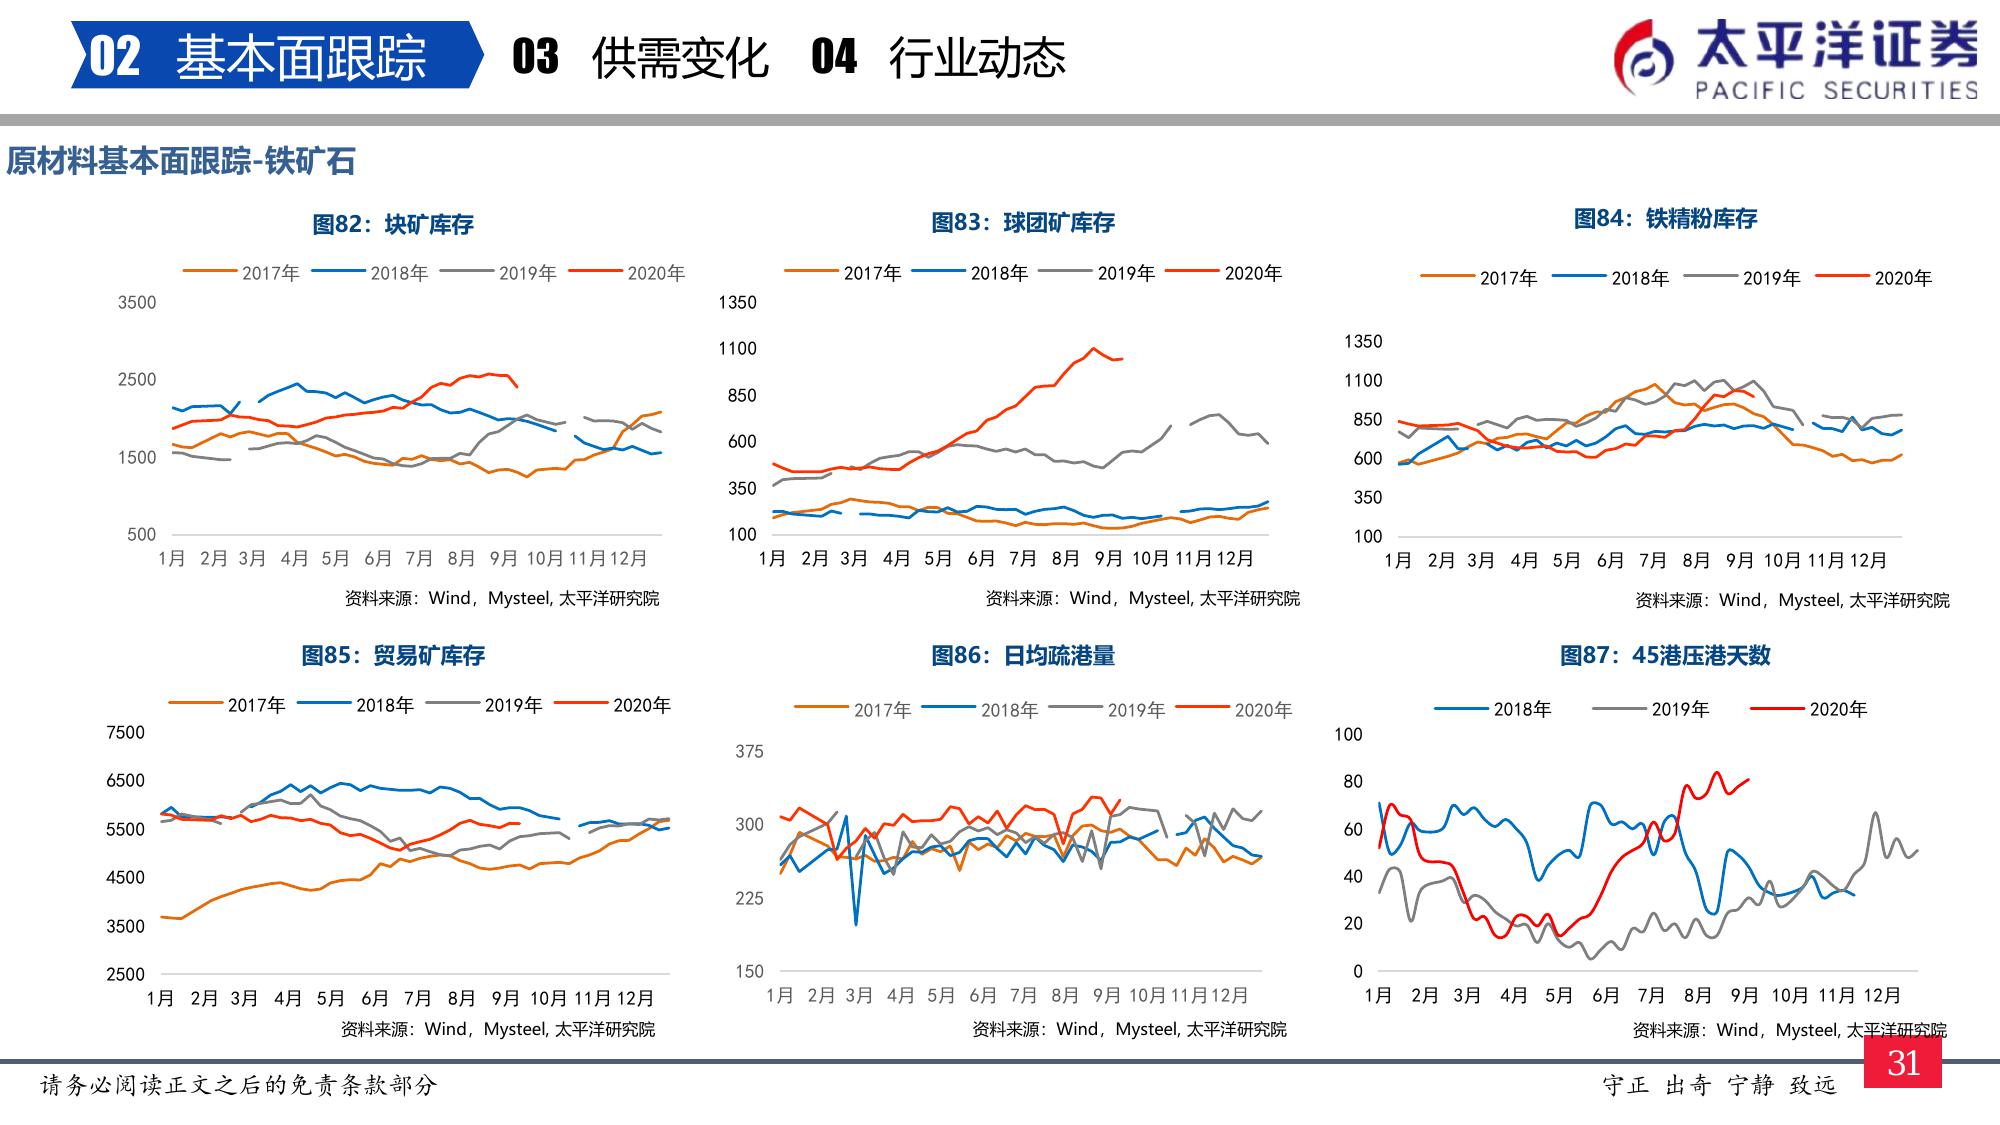 02 基本面跟踪 03 供需变化 04 行业动态
太平洋证券
PACIFIC SECURITIES
原材料基本面跟踪-铁矿石
图82：块矿库存
2017年 2018年 2019年 2020年
3500
2500
1500
500
1月 2月 3月 4月 5月 6月 7月 8月 9月 10月 11月 12月
资料来源：Wind，Mysteel, 太平洋研究院
图83：球团矿库存
2017年 2018年 2019年 2020年
1350
1100
850
600
350
100
1月 2月 3月 4月 5月 6月 7月 8月 9月 10月 11月 12月
资料来源：Wind，Mysteel, 太平洋研究院
图84：铁精粉库存
2017年 2018年 2019年 2020年
1350
1100
850
600
350
100
1月 2月 3月 4月 5月 6月 7月 8月 9月 10月 11月 12月
资料来源：Wind，Mysteel, 太平洋研究院
图85：贸易矿库存
2017年 2018年 2019年 2020年
7500
6500
5500
4500
3500
2500
1月 2月 3月 4月 5月 6月 7月 8月 9月 10月 11月 12月
资料来源：Wind，Mysteel, 太平洋研究院
图86：日均疏港量
2017年 2018年 2019年 2020年
375
300
225
150
1月 2月 3月 4月 5月 6月 7月 8月 9月 10月 11月 12月
资料来源：Wind，Mysteel, 太平洋研究院
图87：45港压港天数
2018年 2019年 2020年
100
80
60
40
20
0
1月 2月 3月 4月 5月 6月 7月 8月 9月 10月 11月 12月
资料来源：Wind，Mysteel, 太平洋研究院
请务必阅读正文之后的免责条款部分
守正 出奇 宁静 致远
31